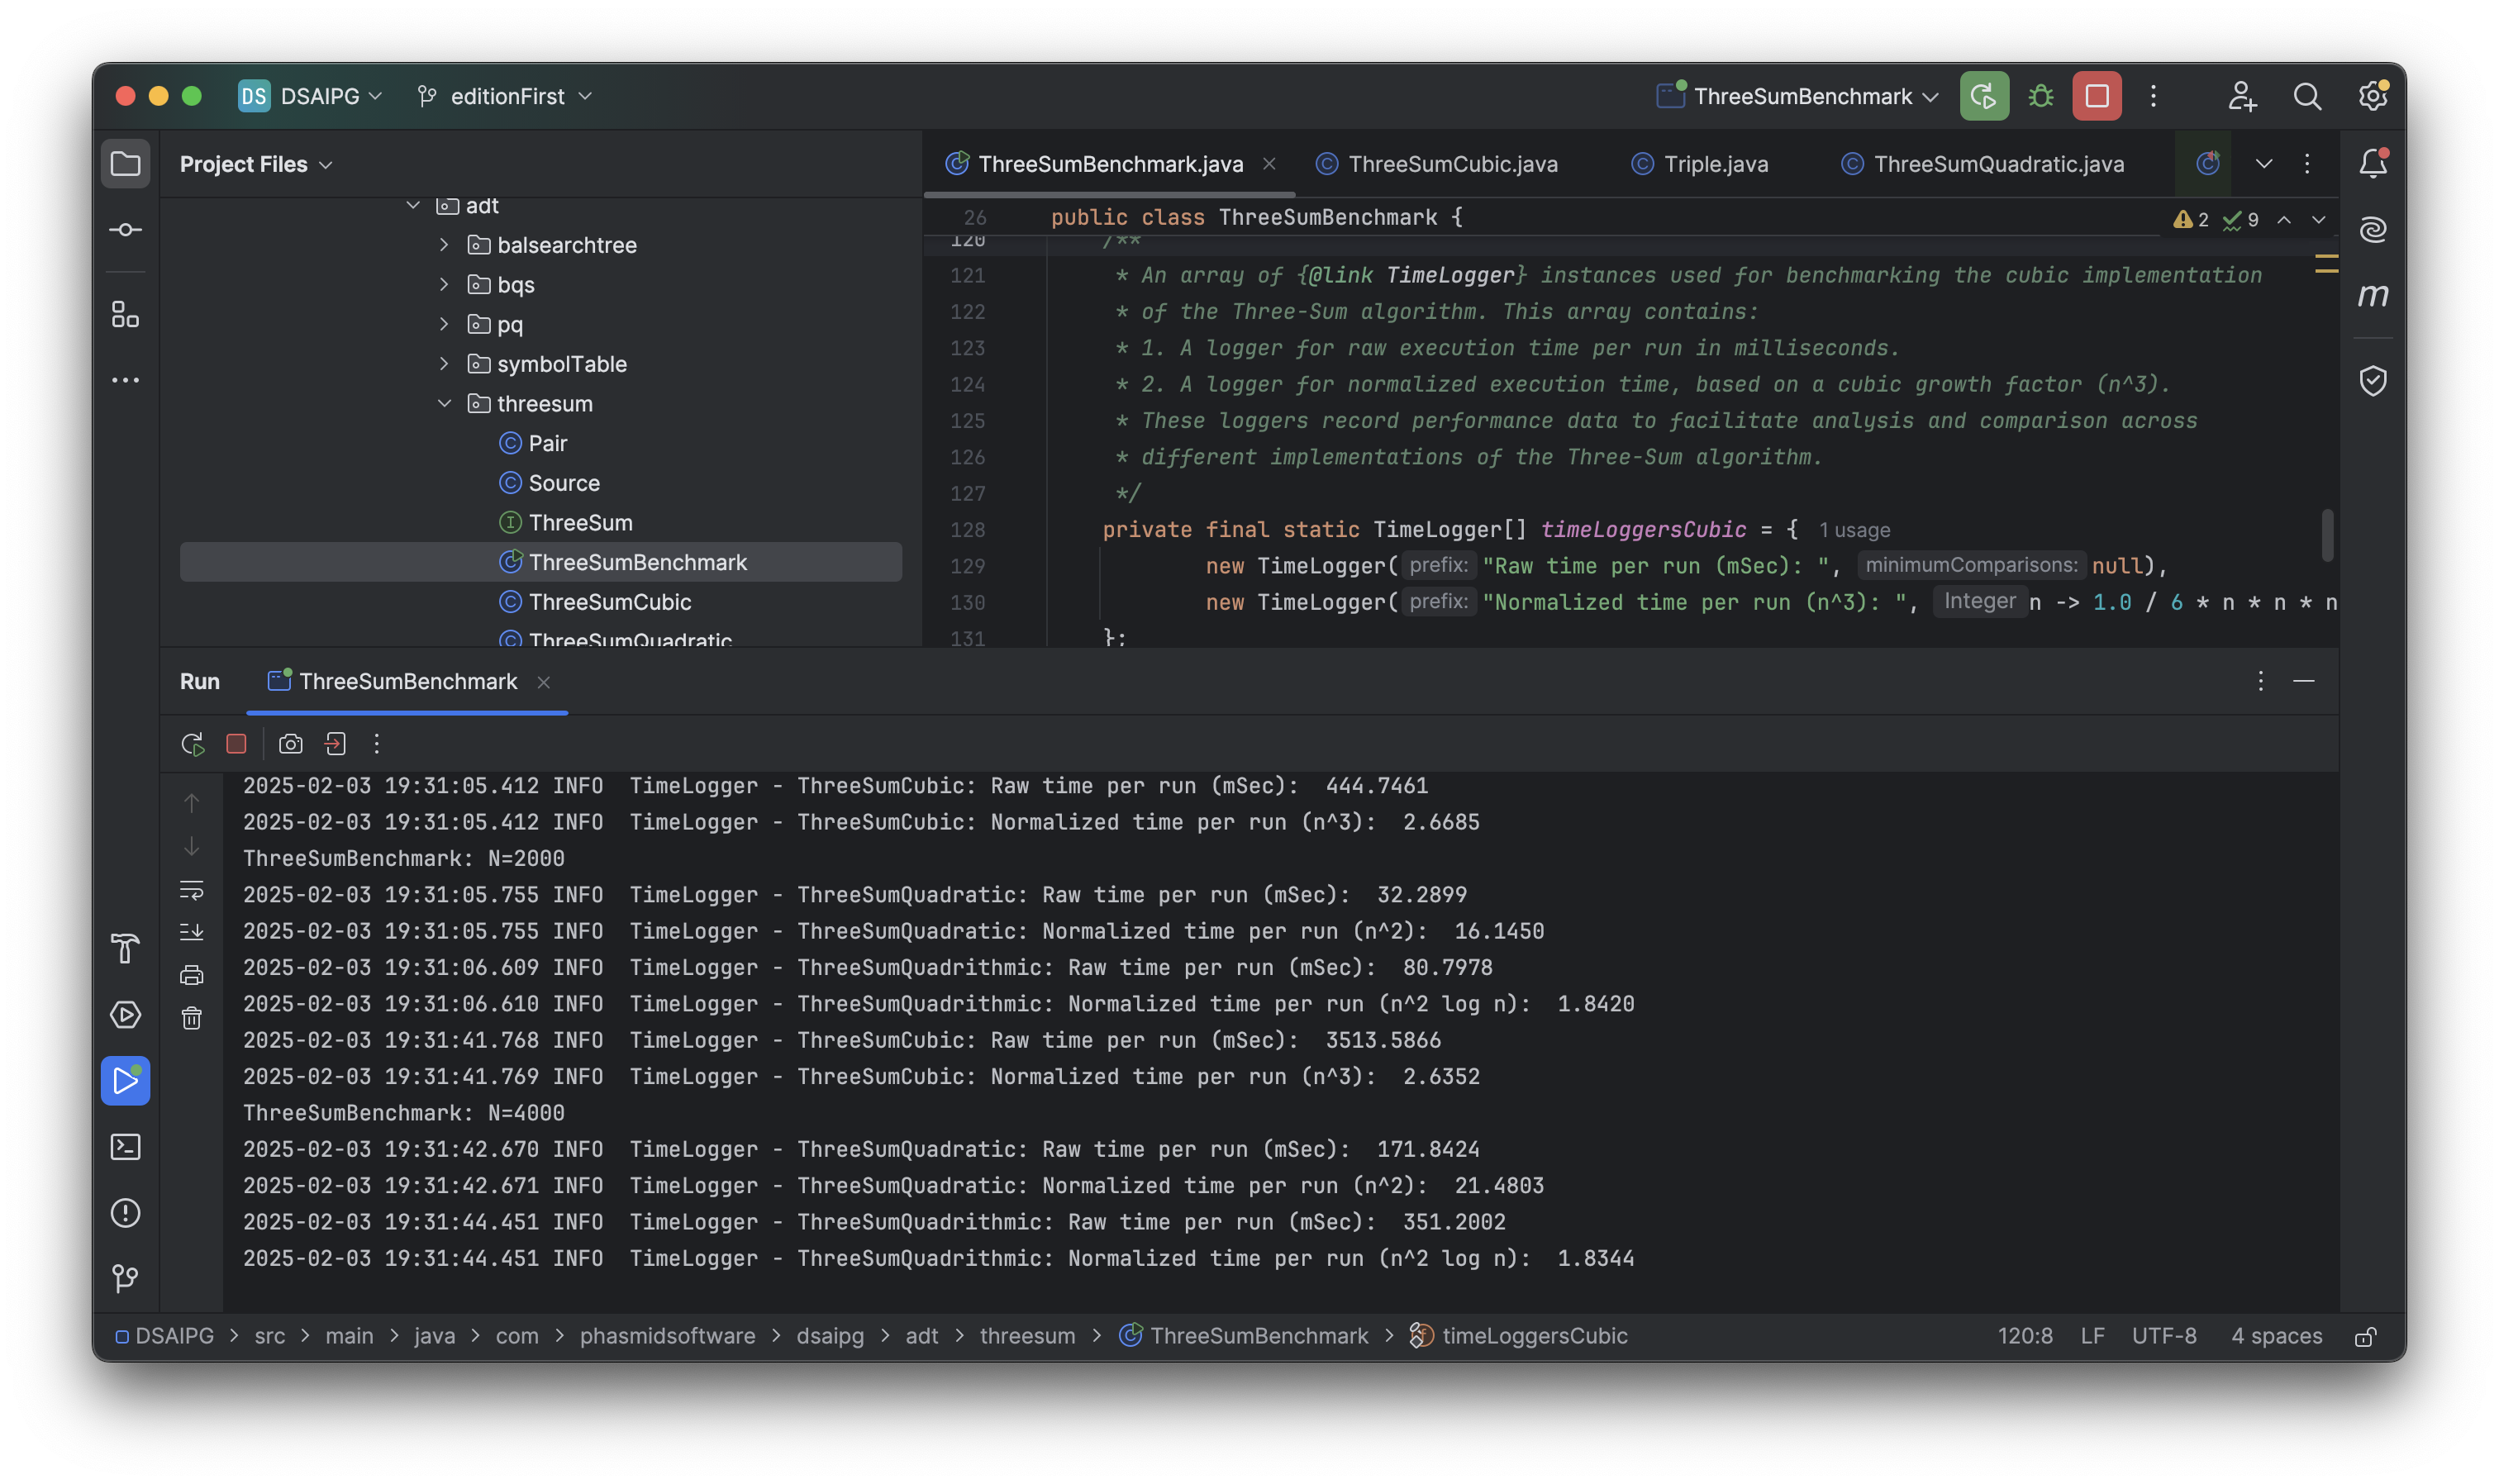 DS DSAIPG editionFirst ThreeSumBenchmark
Project Files
adt
balsearchtree
bqs
pq
symbolTable
threesum
Pair
Source
ThreeSum
ThreeSumBenchmark
ThreeSumCubic
ThreeSumQuadratic
ThreeSumBenchmark.java ThreeSumCubic.java Triple.java ThreeSumQuadratic.java
26 public class ThreeSumBenchmark { 2 9
120 /**
121 * An array of {@link TimeLogger} instances used for benchmarking the cubic implementation
122 * of the Three-Sum algorithm. This array contains:
123 * 1. A logger for raw execution time per run in milliseconds.
124 * 2. A logger for normalized execution time, based on a cubic growth factor (n^3).
125 * These loggers record performance data to facilitate analysis and comparison across
126 * different implementations of the Three-Sum algorithm.
127 */
128 private final static TimeLogger[] timeLoggersCubic = { 1 usage
129 new TimeLogger( prefix: "Raw time per run (mSec): ", minimumComparisons: null),
130 new TimeLogger( prefix: "Normalized time per run (n^3): ", Integer n -> 1.0 / 6 * n * n * n
131 };
Run ThreeSumBenchmark
2025-02-03 19:31:05.412 INFO  TimeLogger - ThreeSumCubic: Raw time per run (mSec):  444.7461
2025-02-03 19:31:05.412 INFO  TimeLogger - ThreeSumCubic: Normalized time per run (n^3):  2.6685
ThreeSumBenchmark: N=2000
2025-02-03 19:31:05.755 INFO  TimeLogger - ThreeSumQuadratic: Raw time per run (mSec):  32.2899
2025-02-03 19:31:05.755 INFO  TimeLogger - ThreeSumQuadratic: Normalized time per run (n^2):  16.1450
2025-02-03 19:31:06.609 INFO  TimeLogger - ThreeSumQuadrithmic: Raw time per run (mSec):  80.7978
2025-02-03 19:31:06.610 INFO  TimeLogger - ThreeSumQuadrithmic: Normalized time per run (n^2 log n):  1.8420
2025-02-03 19:31:41.768 INFO  TimeLogger - ThreeSumCubic: Raw time per run (mSec):  3513.5866
2025-02-03 19:31:41.769 INFO  TimeLogger - ThreeSumCubic: Normalized time per run (n^3):  2.6352
ThreeSumBenchmark: N=4000
2025-02-03 19:31:42.670 INFO  TimeLogger - ThreeSumQuadratic: Raw time per run (mSec):  171.8424
2025-02-03 19:31:42.671 INFO  TimeLogger - ThreeSumQuadratic: Normalized time per run (n^2):  21.4803
2025-02-03 19:31:44.451 INFO  TimeLogger - ThreeSumQuadrithmic: Raw time per run (mSec):  351.2002
2025-02-03 19:31:44.451 INFO  TimeLogger - ThreeSumQuadrithmic: Normalized time per run (n^2 log n):  1.8344
DSAIPG > src > main > java > com > phasmidsoftware > dsaipg > adt > threesum > ThreeSumBenchmark > timeLoggersCubic 120:8 LF UTF-8 4 spaces